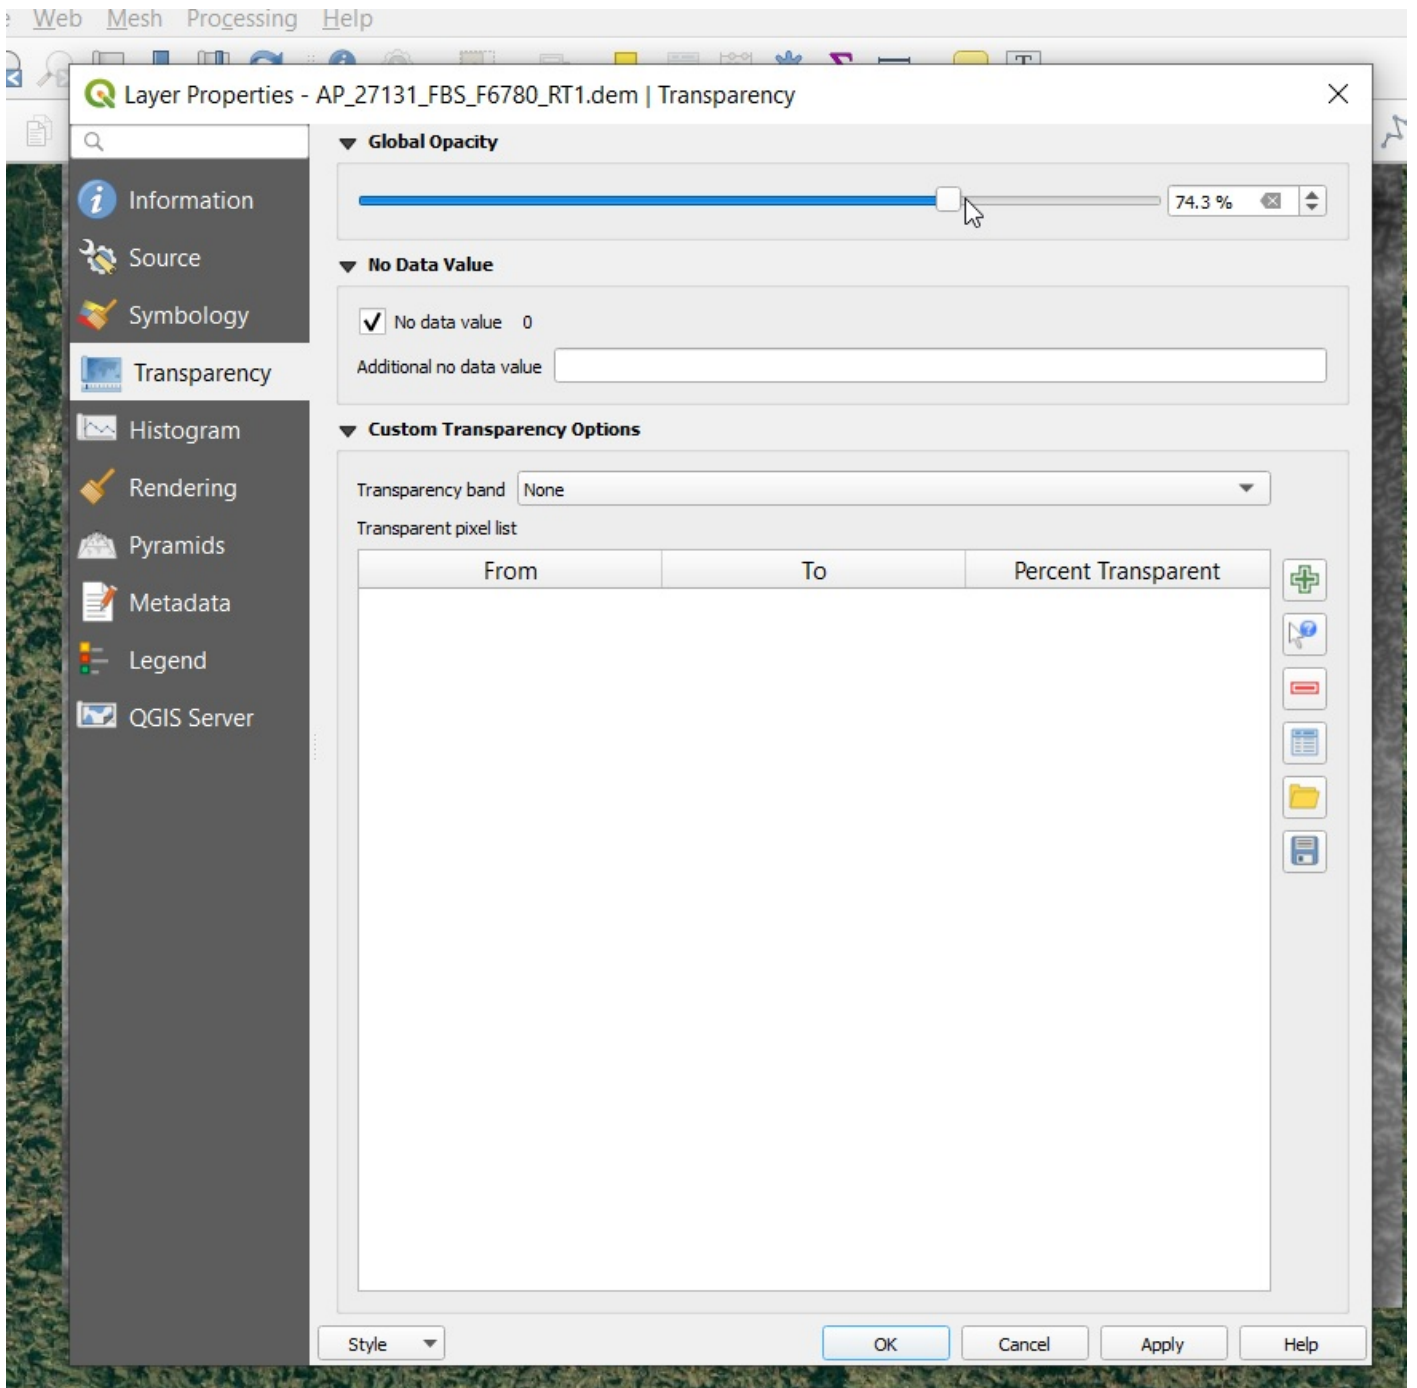 Web Mesh Processing Help
Layer Properties - AP_27131_FBS_F6780_RT1.dem | Transparency
Global Opacity
Information
74.3 %
Source
No Data Value
Symbology
No data value 0
Transparency
Additional no data value
Histogram
Custom Transparency Options
Rendering
Transparency band None
Transparent pixel list
Pyramids
From To Percent Transparent
Metadata
Legend
QGIS Server
Style OK Cancel Apply Help